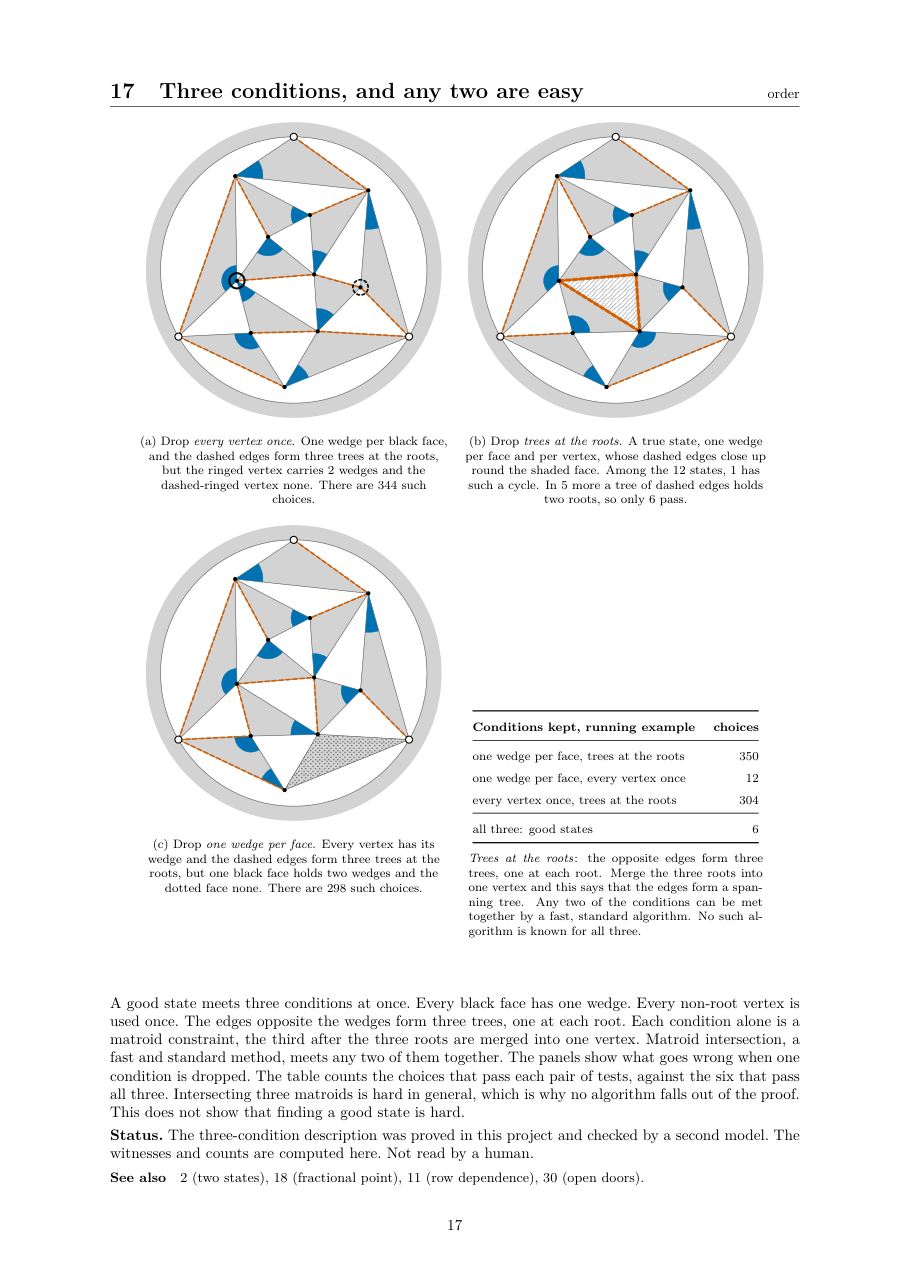 17 Three conditions, and any two are easy order
(a) Drop every vertex once. One wedge per black face,
and the dashed edges form three trees at the roots,
but the ringed vertex carries 2 wedges and the
dashed-ringed vertex none. There are 344 such
choices.
(b) Drop trees at the roots. A true state, one wedge
per face and per vertex, whose dashed edges close up
round the shaded face. Among the 12 states, 1 has
such a cycle. In 5 more a tree of dashed edges holds
two roots, so only 6 pass.
(c) Drop one wedge per face. Every vertex has its
wedge and the dashed edges form three trees at the
roots, but one black face holds two wedges and the
dotted face none. There are 298 such choices.
Conditions kept, running example choices
one wedge per face, trees at the roots 350
one wedge per face, every vertex once 12
every vertex once, trees at the roots 304
all three: good states 6
Trees at the roots: the opposite edges form three
trees, one at each root. Merge the three roots into
one vertex and this says that the edges form a span-
ning tree. Any two of the conditions can be met
together by a fast, standard algorithm. No such al-
gorithm is known for all three.
A good state meets three conditions at once. Every black face has one wedge. Every non-root vertex is
used once. The edges opposite the wedges form three trees, one at each root. Each condition alone is a
matroid constraint, the third after the three roots are merged into one vertex. Matroid intersection, a
fast and standard method, meets any two of them together. The panels show what goes wrong when one
condition is dropped. The table counts the choices that pass each pair of tests, against the six that pass
all three. Intersecting three matroids is hard in general, which is why no algorithm falls out of the proof.
This does not show that finding a good state is hard.
Status. The three-condition description was proved in this project and checked by a second model. The
witnesses and counts are computed here. Not read by a human.
See also 2 (two states), 18 (fractional point), 11 (row dependence), 30 (open doors).
17